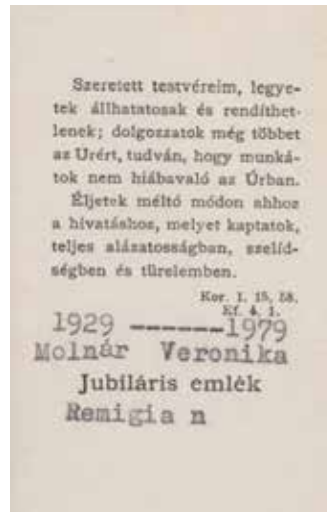 Szeretett testvéreim, legye-
tek állhatatosak és rendíthet-
lenek; dolgozzatok még többet
az Urért, tudván, hogy munká-
tok nem hiábavaló az Úrban.
Éljetek méltó módon ahhoz
a hivatáshoz, melyet kaptatok,
teljes alázatosságban, szelíd-
ségben és türelemben.
Kor. I. 15, 58.
Ef. 4. 1.
1929 ------1979
Molnár Veronika
Jubiláris emlék
Remigia n